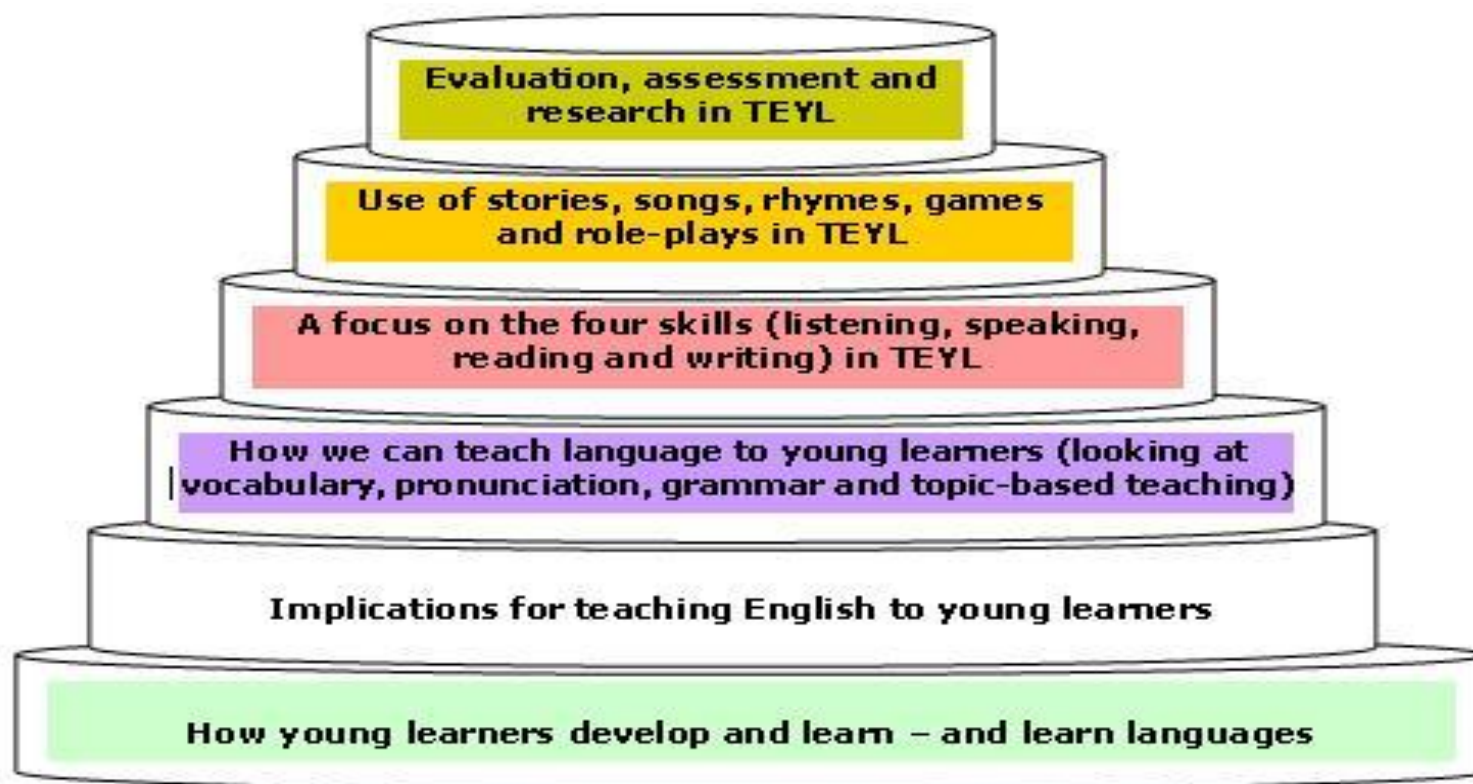 Evaluation, assessment and
research in TEYL
Use of stories, songs, rhymes, games
and role-plays in TEYL
A focus on the four skills (listening, speaking,
reading and writing) in TEYL
How we can teach language to young learners (looking at
vocabulary, pronunciation, grammar and topic-based teaching)
Implications for teaching English to young learners
How young learners develop and learn – and learn languages